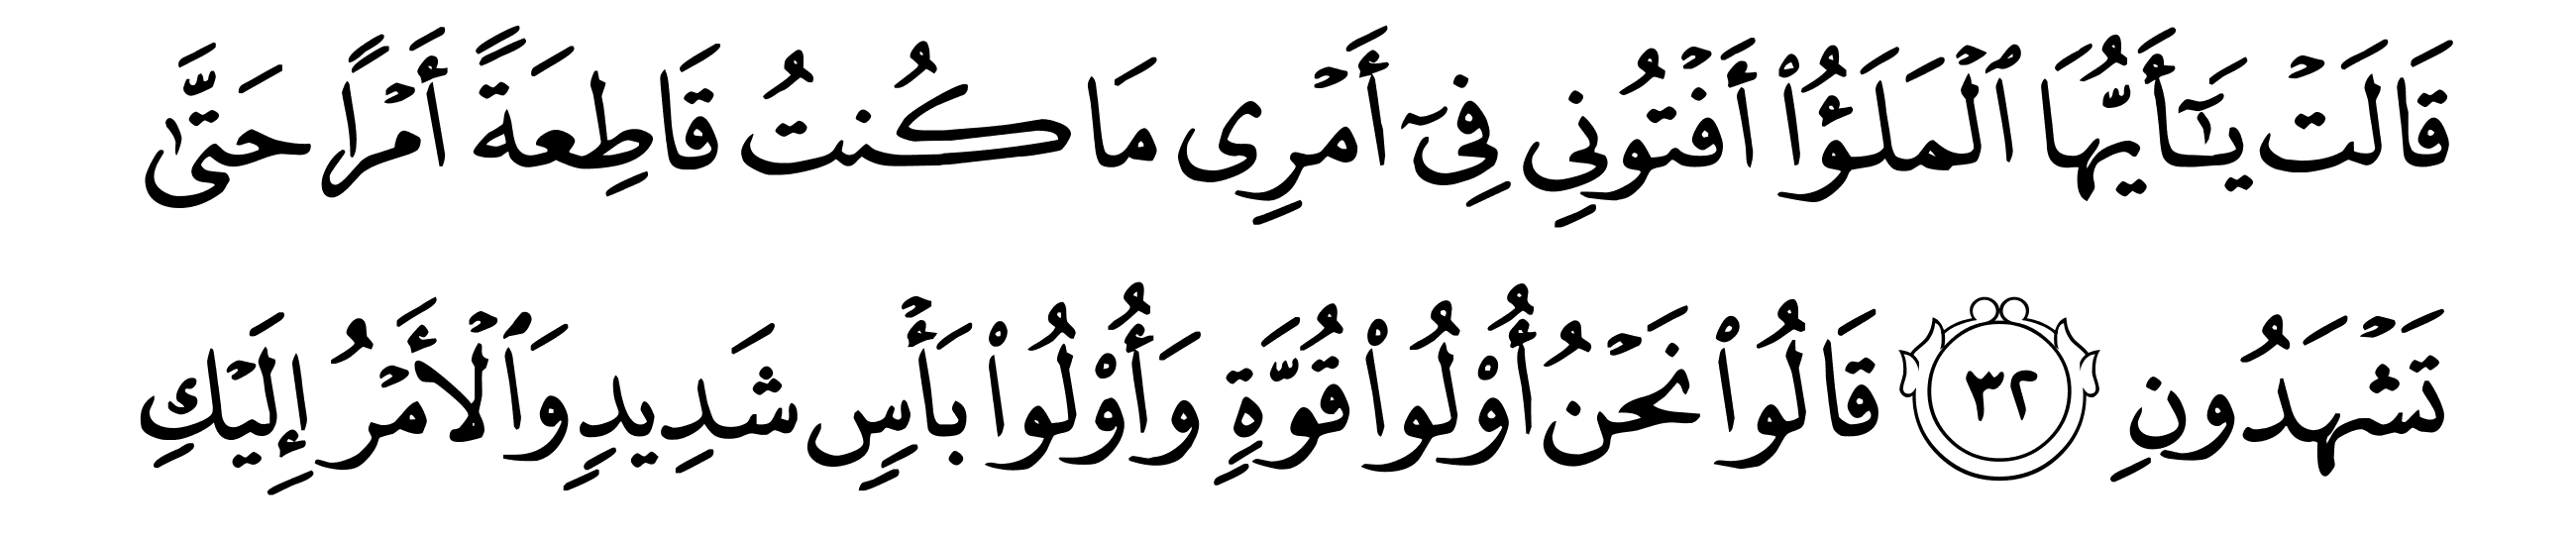 قَالَتْ يَـٰٓأَيُّهَا ٱلْمَلَؤُا۟ أَفْتُونِي فِىٓ أَمْرِى مَا كُنتُ قَاطِعَةً أَمْرًا حَتَّىٰ
تَشْهَدُونِ ٣٢ قَالُوا۟ نَحْنُ أُو۟لُوا۟ قُوَّةٍ وَأُو۟لُوا۟ بَأْسٍ شَدِيدٍ وَٱلْأَمْرُ إِلَيْكِ